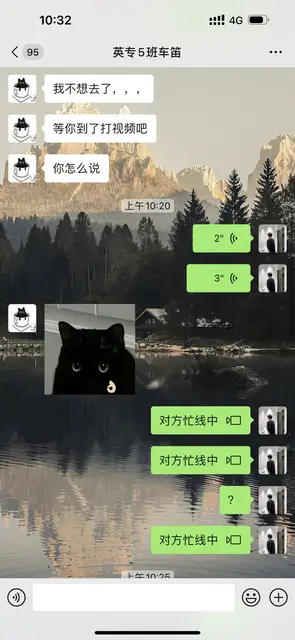 10:32
4G
95
英专5班车笛
我不想去了，，，
等你到了打视频吧
你怎么说
上午10:20
2"
3"
对方忙线中
对方忙线中
？
对方忙线中
上午10:25